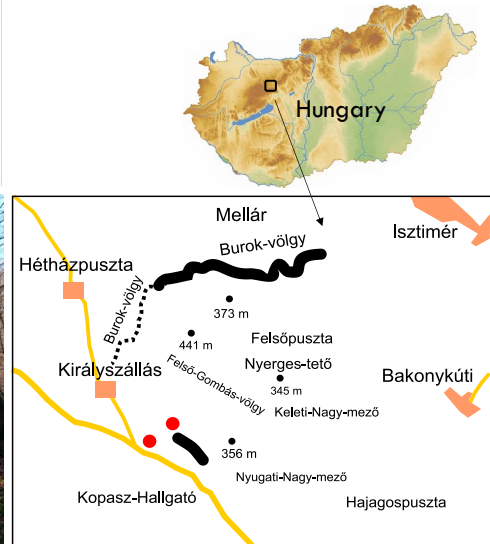 Hungary
Mellár
Burok-völgy
Isztimér
Hétházpuszta
Burok-völgy
373 m
441 m
Felsőpuszta
Nyerges-tető
Királyszállás
Felső-Gombás-völgy
345 m
Bakonykúti
Keleti-Nagy-mező
356 m
Nyugati-Nagy-mező
Kopasz-Hallgató
Hajagospuszta